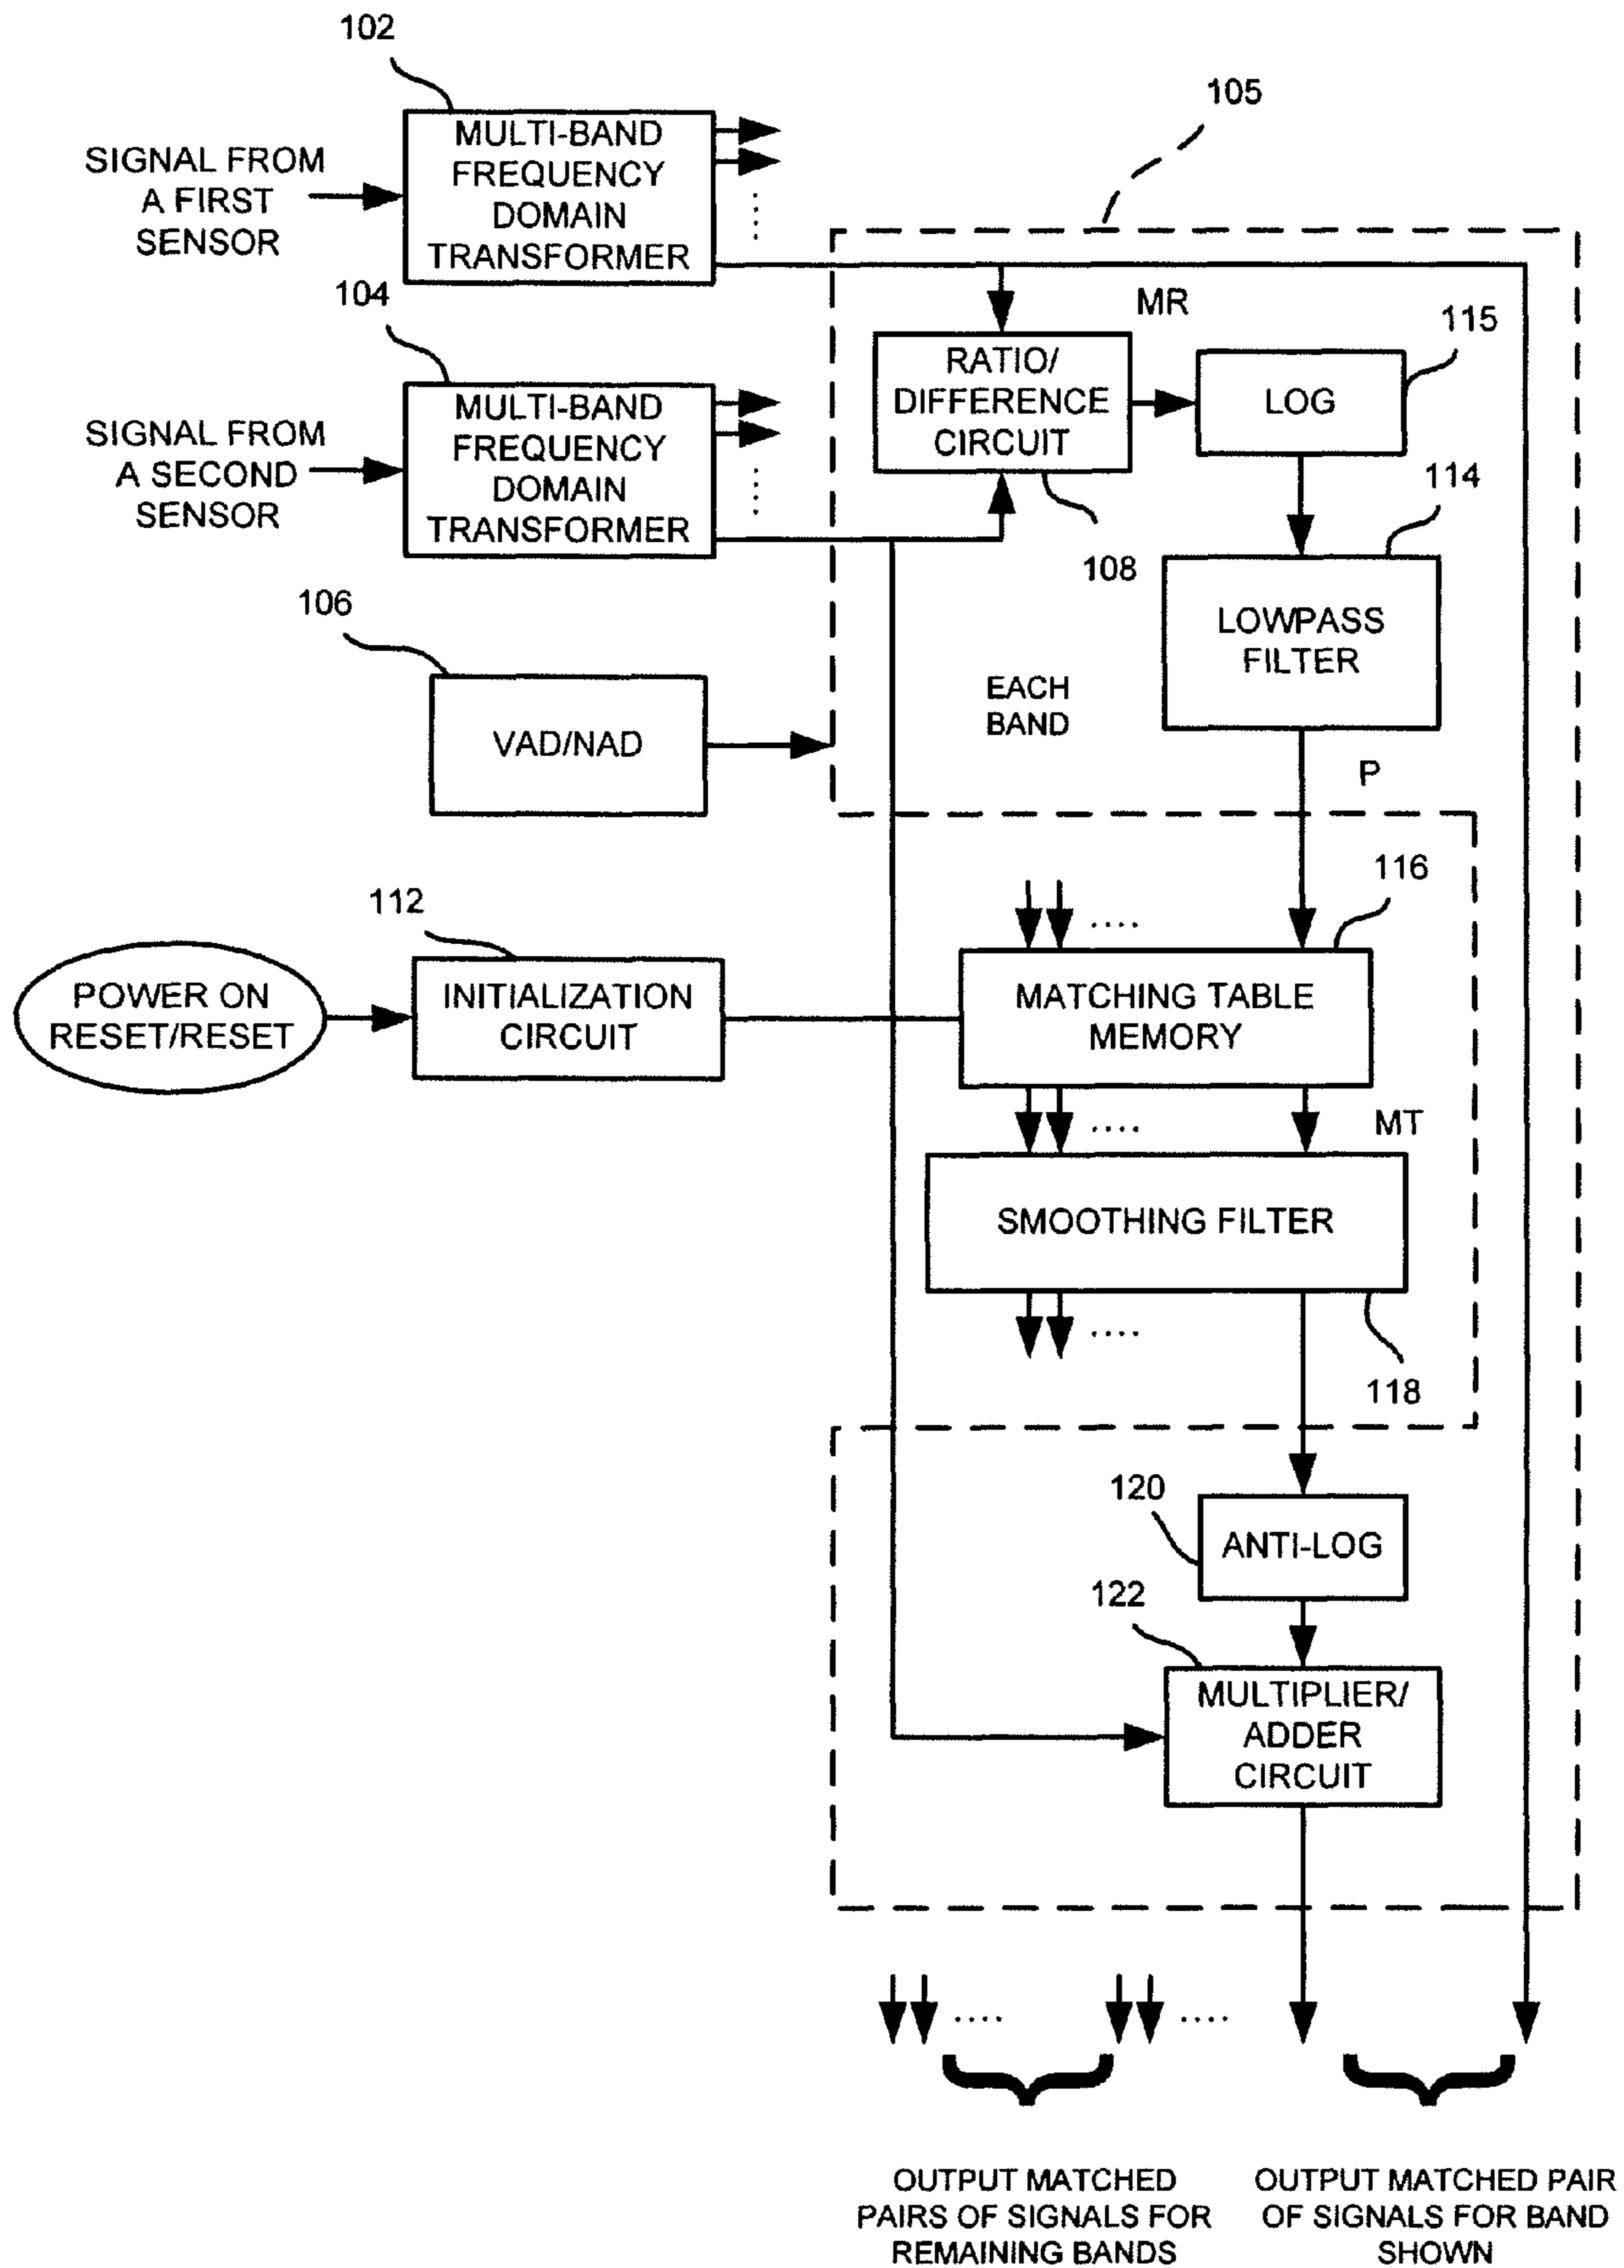 102
105
MULTI-BAND
FREQUENCY
DOMAIN
TRANSFORMER
SIGNAL FROM
A FIRST
SENSOR
104
MR
115
RATIO/
DIFFERENCE
CIRCUIT
LOG
MULTI-BAND
FREQUENCY
DOMAIN
TRANSFORMER
SIGNAL FROM
A SECOND
SENSOR
114
108
106
LOWPASS
FILTER
EACH
BAND
VAD/NAD
P
116
112
POWER ON
RESET/RESET
INITIALIZATION
CIRCUIT
MATCHING TABLE
MEMORY
MT
SMOOTHING FILTER
118
120
ANTI-LOG
122
MULTIPLIER/
ADDER
CIRCUIT
OUTPUT MATCHED
PAIRS OF SIGNALS FOR
REMAINING BANDS
OUTPUT MATCHED PAIR
OF SIGNALS FOR BAND
SHOWN